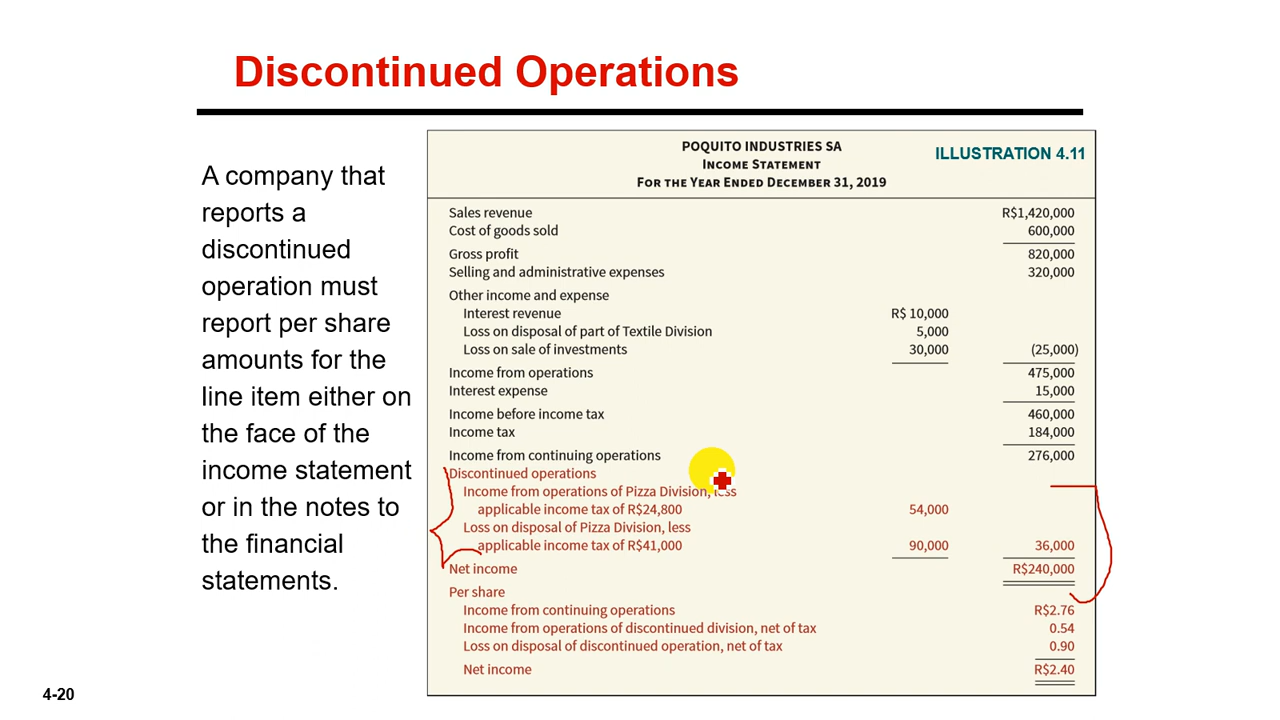 Discontinued Operations
A company that
reports a
discontinued
operation must
report per share
amounts for the
line item either on
the face of the
income statement
or in the notes to
the financial
statements.
POQUITO INDUSTRIES SA
INCOME STATEMENT
FOR THE YEAR ENDED DECEMBER 31, 2019
ILLUSTRATION 4.11
Sales revenue R$1,420,000
Cost of goods sold 600,000
Gross profit 820,000
Selling and administrative expenses 320,000
Other income and expense
Interest revenue R$ 10,000
Loss on disposal of part of Textile Division 5,000
Loss on sale of investments 30,000 (25,000)
Income from operations 475,000
Interest expense 15,000
Income before income tax 460,000
Income tax 184,000
Income from continuing operations 276,000
Discontinued operations
Income from operations of Pizza Division, less
applicable income tax of R$24,800 54,000
Loss on disposal of Pizza Division, less
applicable income tax of R$41,000 90,000 36,000
Net income R$240,000
Per share
Income from continuing operations R$2.76
Income from operations of discontinued division, net of tax 0.54
Loss on disposal of discontinued operation, net of tax 0.90
Net income R$2.40
4-20